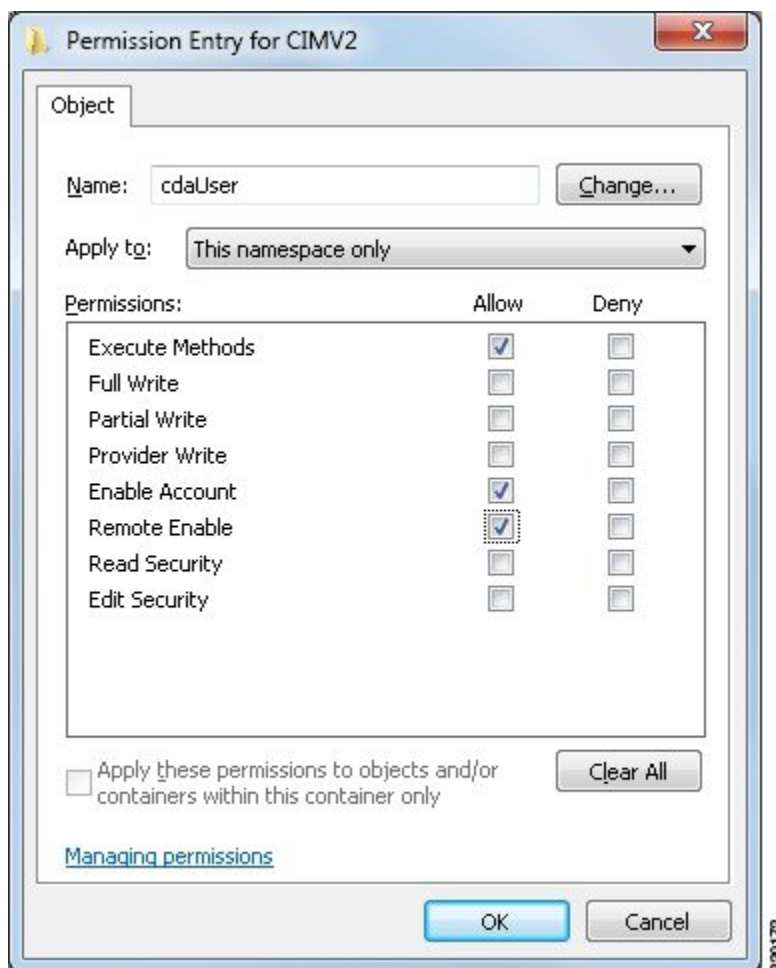 Permission Entry for CIMV2
Object
Name: cdaUser Change...
Apply to: This namespace only
Permissions: Allow Deny
Execute Methods
Full Write
Partial Write
Provider Write
Enable Account
Remote Enable
Read Security
Edit Security
Apply these permissions to objects and/or
containers within this container only
Clear All
Managing permissions
OK Cancel